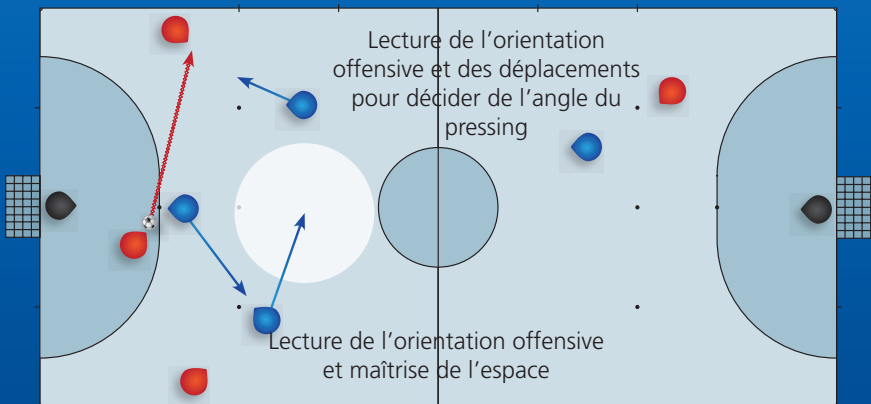 Lecture de l’orientation
offensive et des déplacements
pour décider de l’angle du
pressing
Lecture de l’orientation offensive
et maîtrise de l’espace